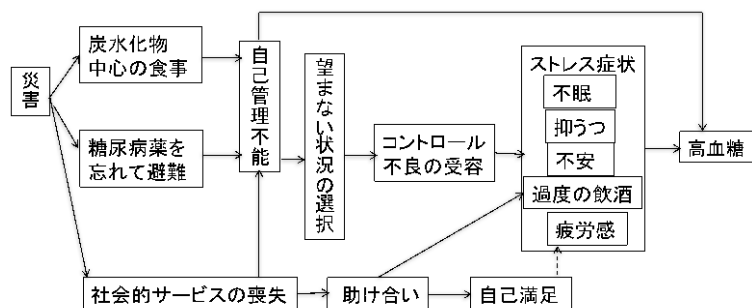 災害
炭水化物
中心の食事
糖尿病薬を
忘れて避難
自己管理不能
望まない状況の選択
コントロール
不良の受容
ストレス症状
不眠
抑うつ
不安
過度の飲酒
疲労感
高血糖
社会的サービスの喪失
助け合い
自己満足